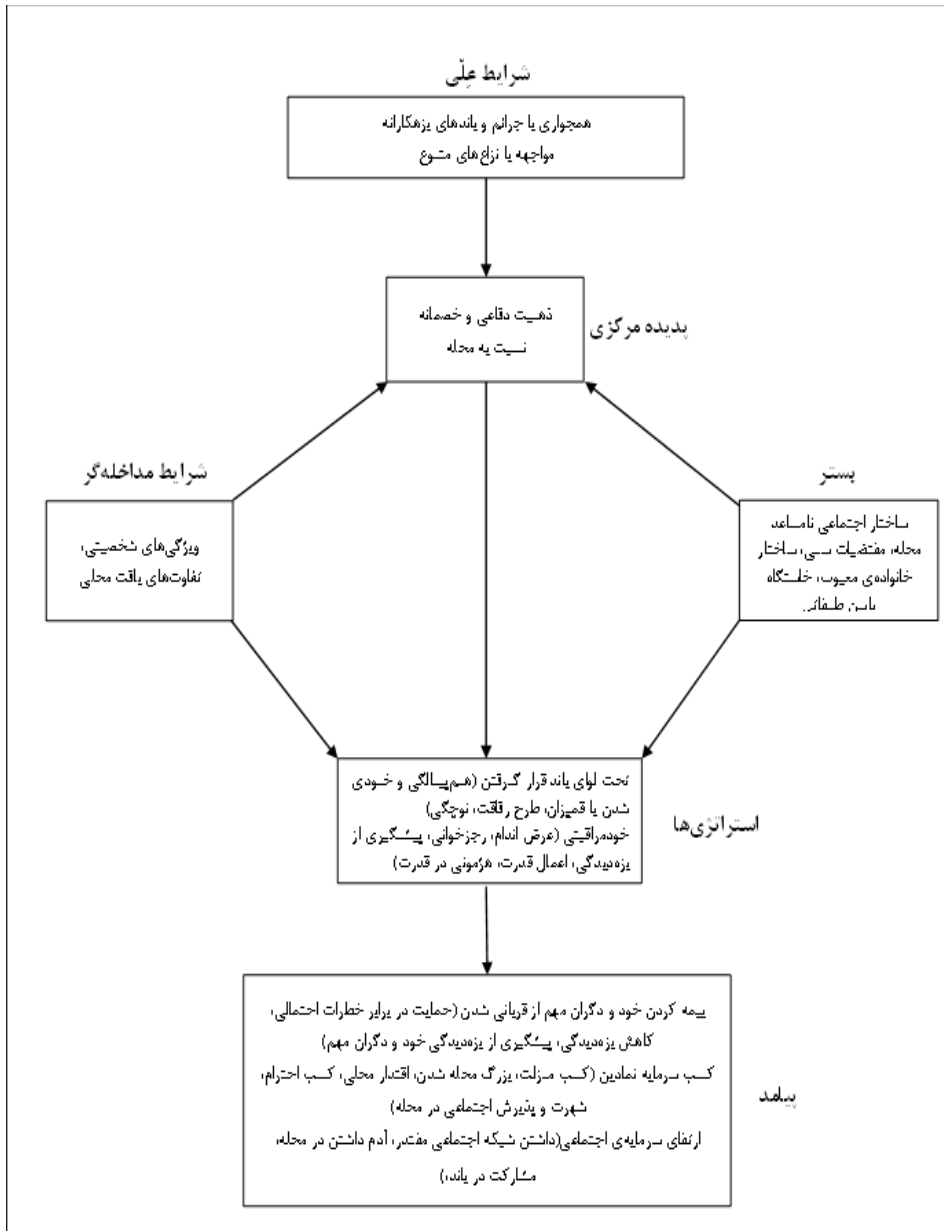 شرایط عِلّی
همجواری با جرائم و باندهای بزهکارانه
مواجهه با نزاع‌های متنوع
ذهنیت دفاعی و خصمانه
نسبت به محله
پدیده مرکزی
بستر
ساختار اجتماعی نامساعد
محله، مقتضیات سنی، ساختار
خانواده‌ی معیوب، خاستگاه
پایین طبقاتی
شرایط مداخله‌گر
ویژگی‌های شخصیتی،
تفاوت‌های بافت محلی
تحت لوای باند قرار گرفتن (هم‌پیالگی و خودی
شدن با قمیزان، طرح رفاقت، نوچگی)
خودمراقبتی (عرض اندام، رجزخوانی، پیشگیری از
بزه‌دیدگی، اعمال قدرت، هژمونی در قدرت)
استراتژی‌ها
بیمه کردن خود و دگران مهم از قربانی شدن (حمایت در برابر خطرات احتمالی،
کاهش بزه‌دیدگی، پیشگیری از بزه‌دیدگی خود و دگران مهم)
کسب سرمایه نمادین (کسب منزلت، بزرگ محله شدن، اقتدار محلی، کسب احترام،
شهرت و پذیرش اجتماعی در محله)
ارتقای سرمایه‌ی اجتماعی(داشتن شبکه اجتماعی مقتدر، آدم داشتن در محله،
مشارکت در باند،)
پیامد